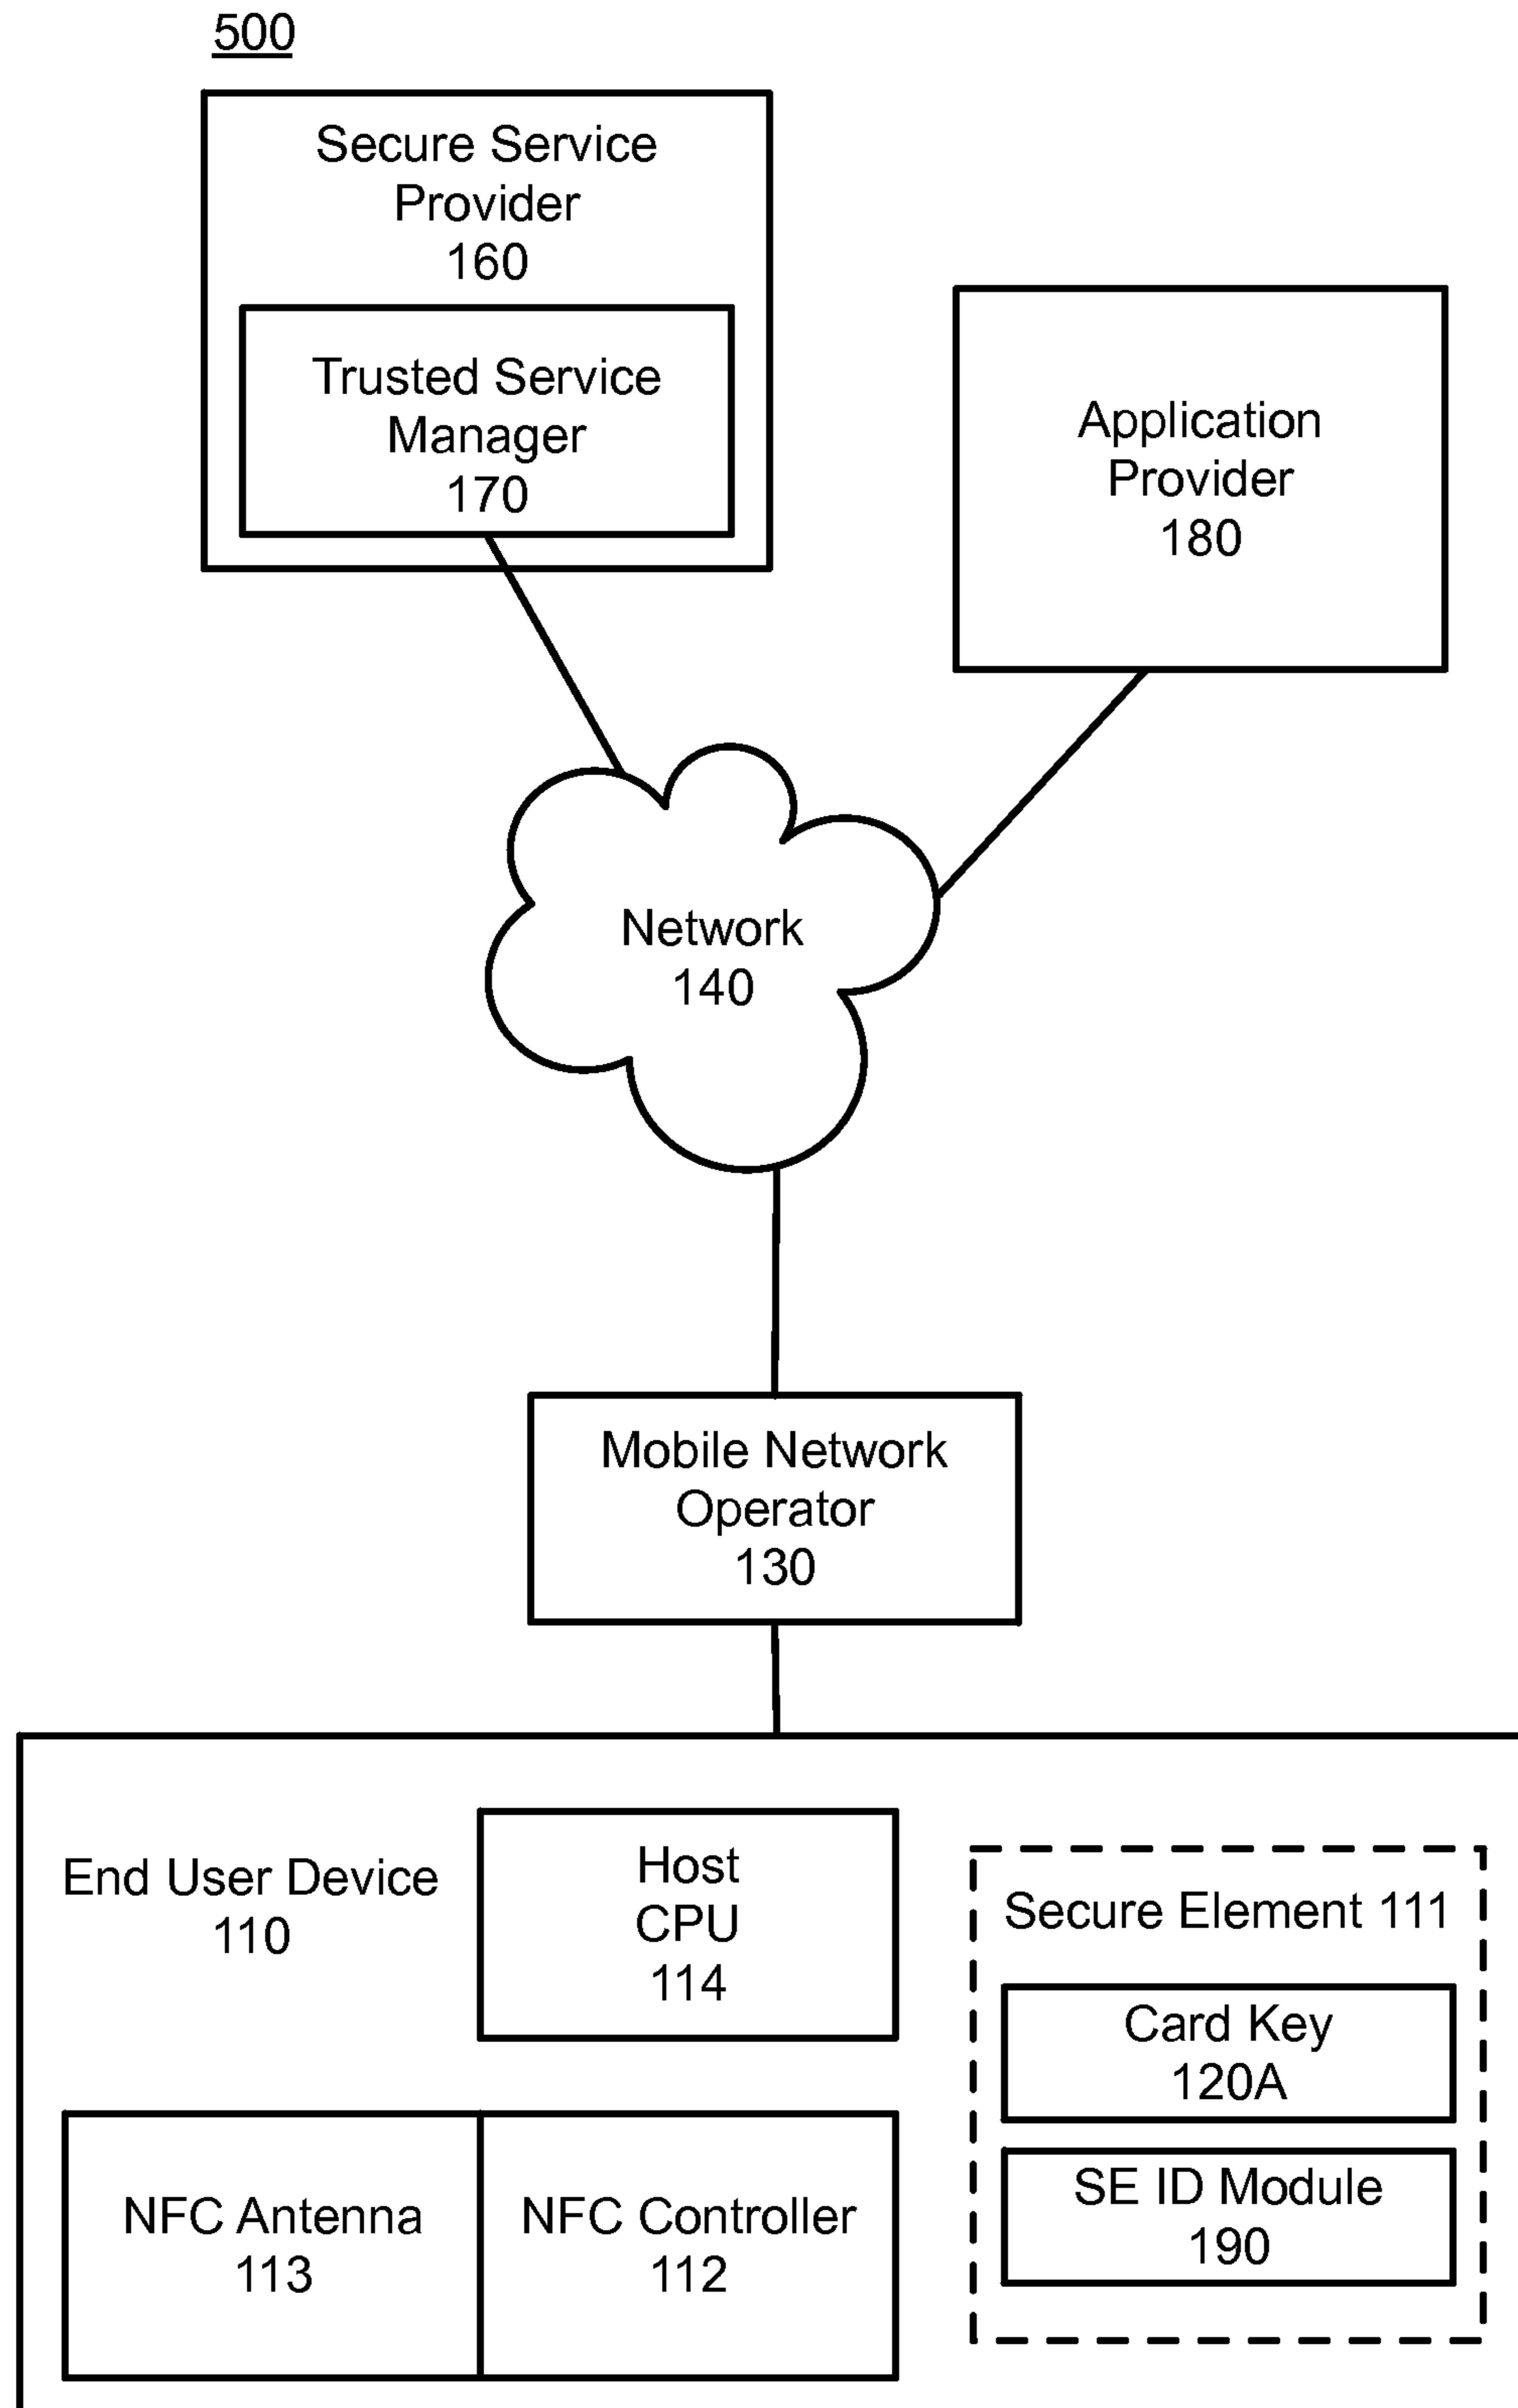 500
Secure Service
Provider
160
Trusted Service
Manager
170
Application
Provider
180
Network
140
Mobile Network
Operator
130
End User Device
110
Host
CPU
114
Secure Element 111
Card Key
120A
SE ID Module
190
NFC Antenna
113
NFC Controller
112